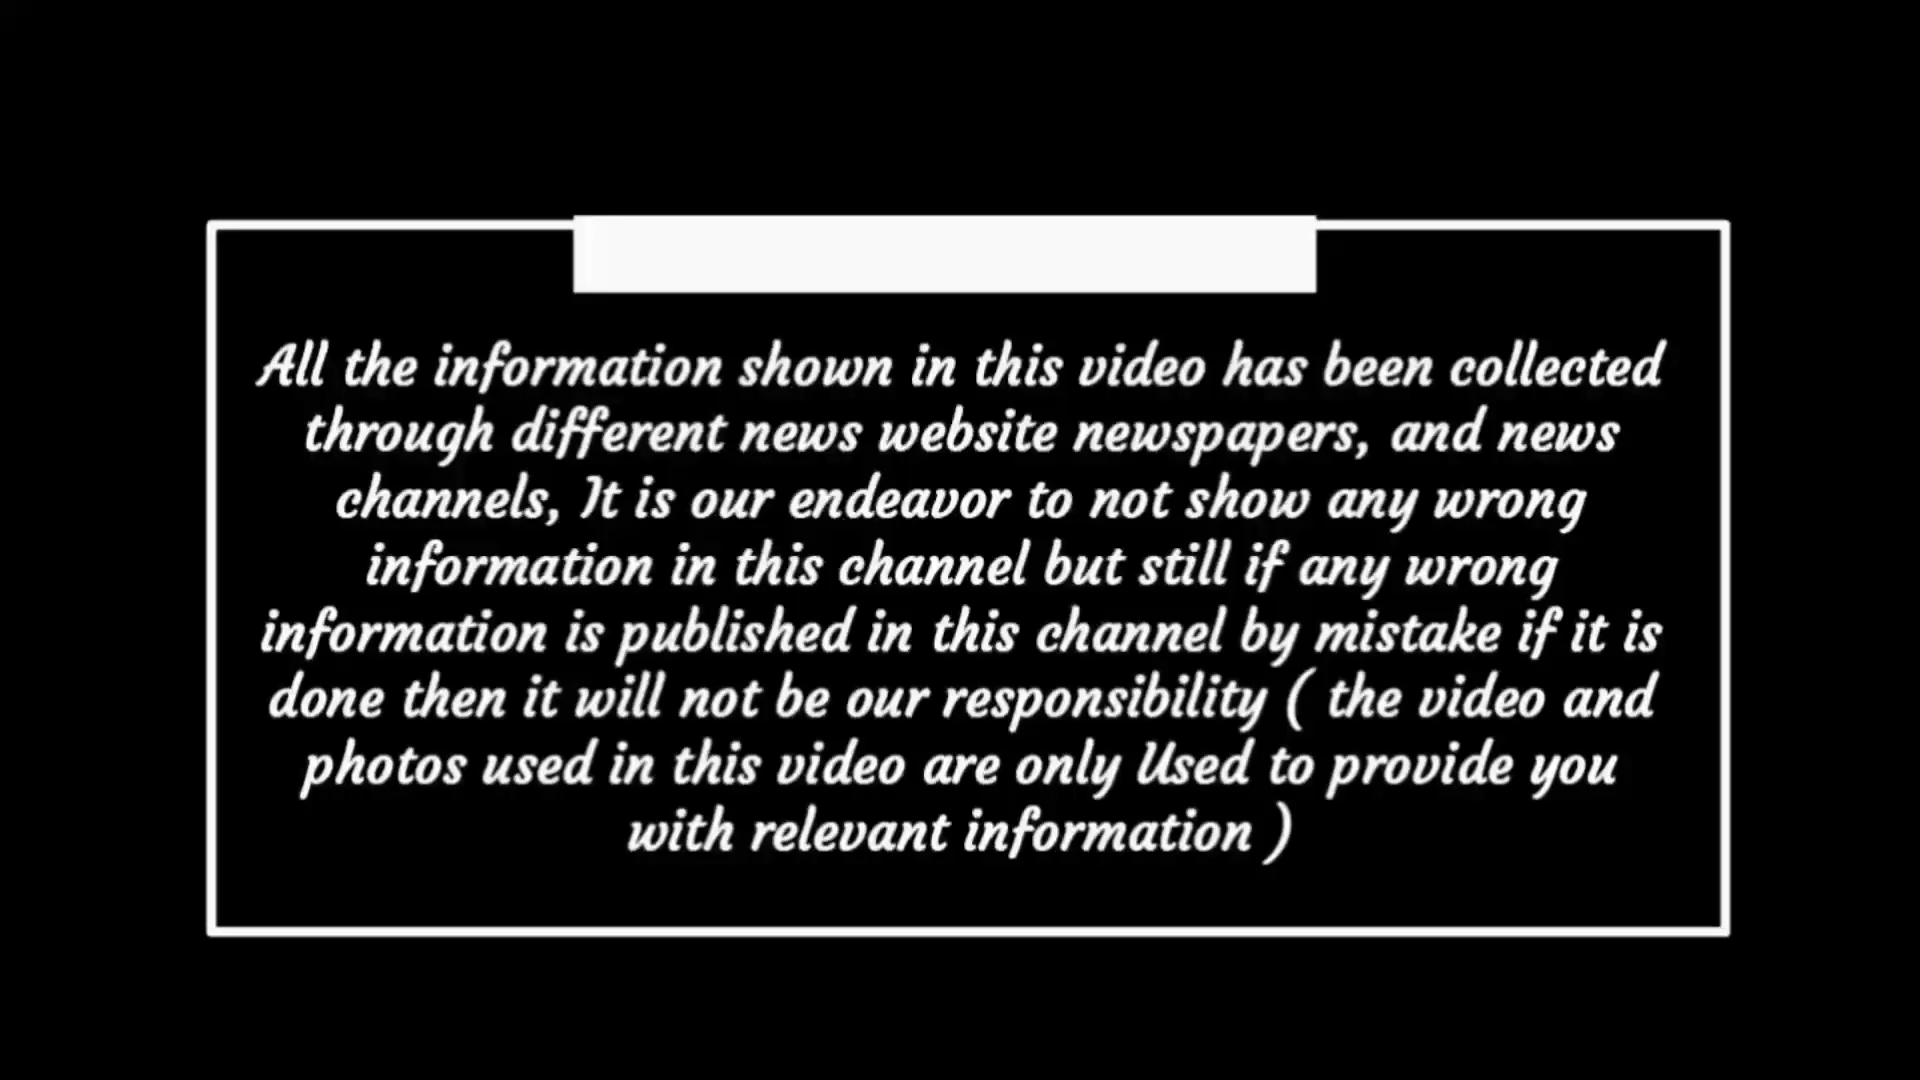 All the information shown in this video has been collected
through different news website newspapers, and news
channels, It is our endeavor to not show any wrong
information in this channel but still if any wrong
information is published in this channel by mistake if it is
done then it will not be our responsibility ( the video and
photos used in this video are only Used to provide you
with relevant information )